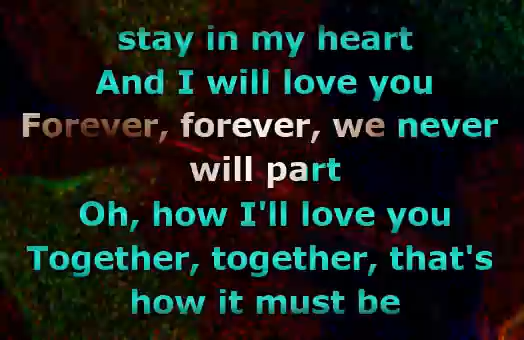 stay in my heart
And I will love you
Forever, forever, we never
will part
Oh, how I'll love you
Together, together, that's
how it must be